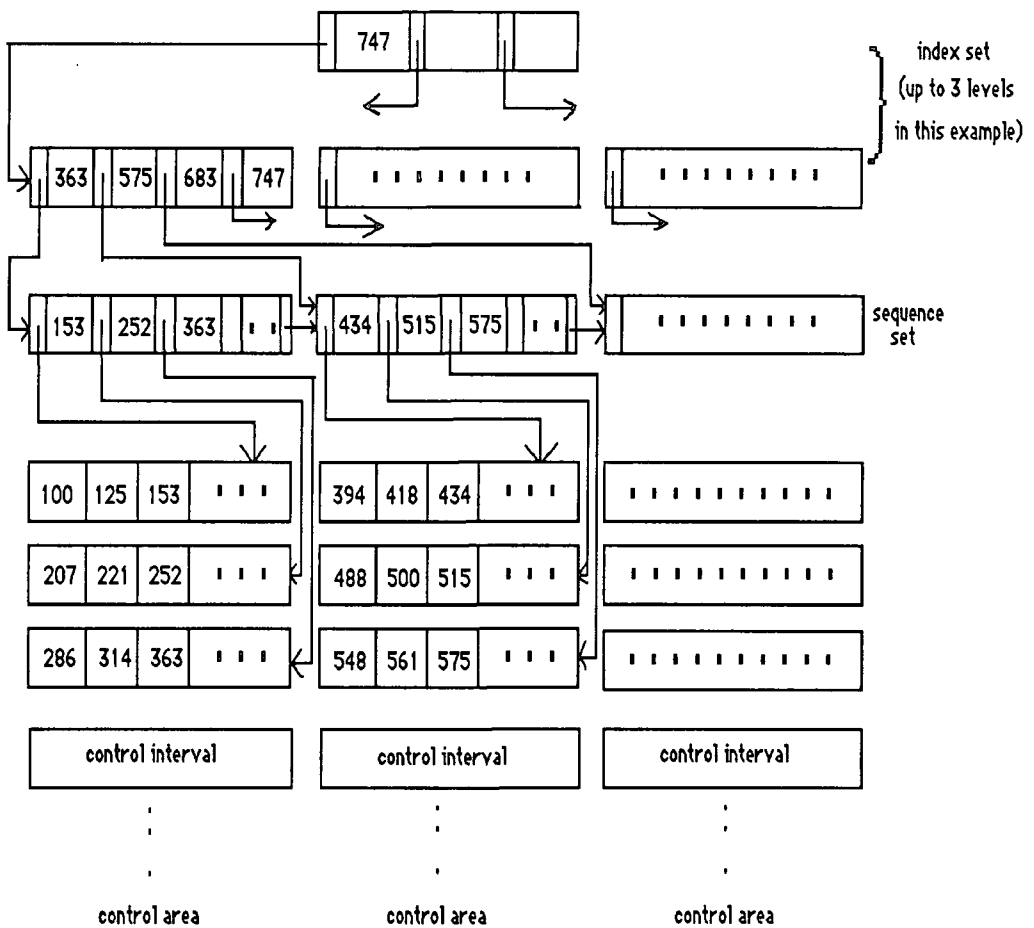 747
index set
(up to 3 levels
in this example)
363 575 683 747
153 252 363
434 515 575
sequence
set
100 125 153
394 418 434
207 221 252
488 500 515
286 314 363
548 561 575
control interval
control interval
control interval
control area
control area
control area